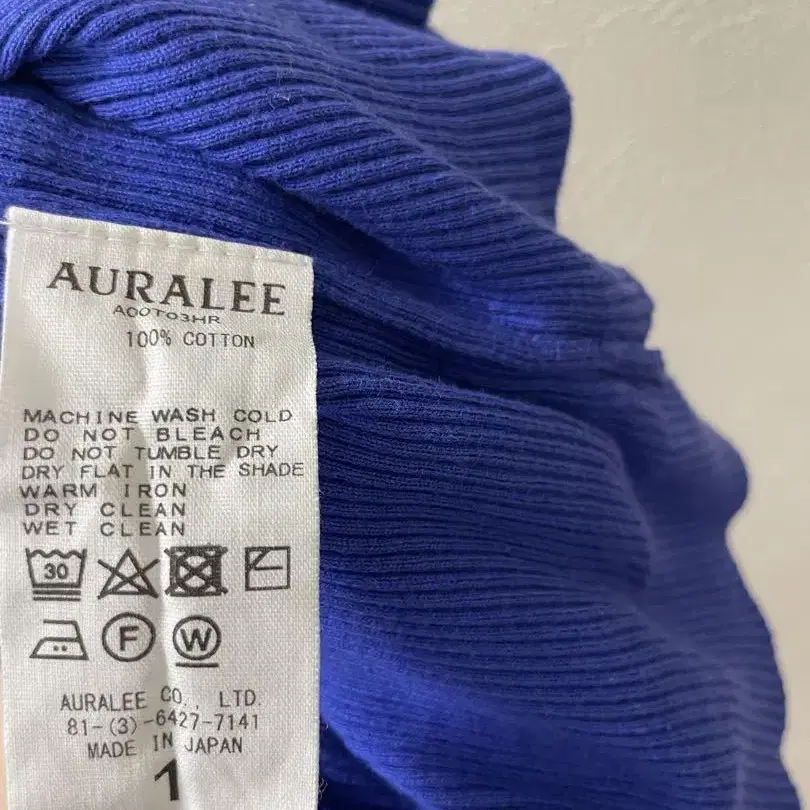 AURALEE
A00T03HR
100% COTTON
MACHINE WASH COLD
DO NOT BLEACH
DO NOT TUMBLE DRY
DRY FLAT IN THE SHADE
WARM IRON
DRY CLEAN
WET CLEAN
30
F W
AURALEE CO., LTD.
81-(3)-6427-7141
MADE IN JAPAN
1